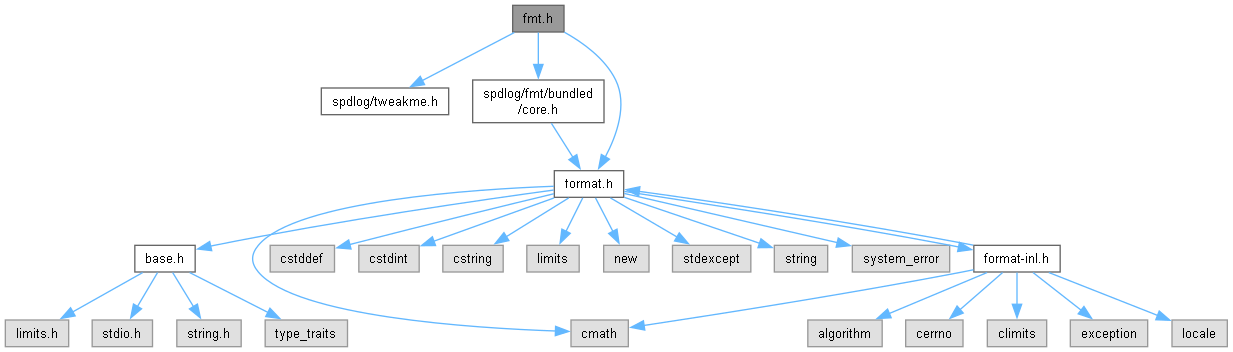 fmt.h
spdlog/tweakme.h
spdlog/fmt/bundled
/core.h
format.h
base.h
cstddef
cstdint
cstring
limits
new
stdexcept
string
system_error
format-inl.h
limits.h
stdio.h
string.h
type_traits
cmath
algorithm
cerrno
climits
exception
locale